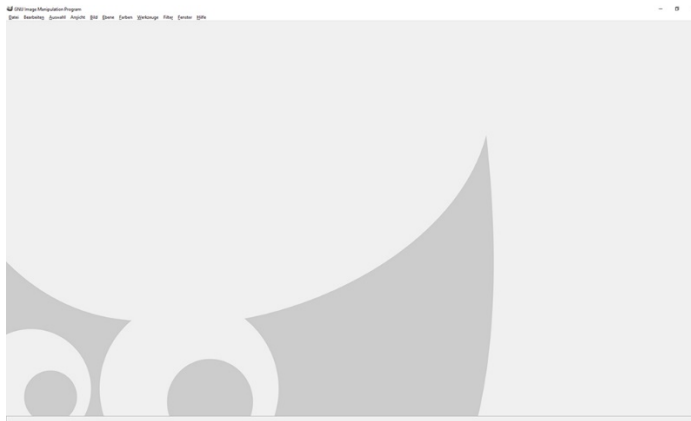 GNU Image Manipulation Program
Datei Bearbeiten Auswahl Ansicht Bild Ebene Farben Werkzeuge Filter Fenster Hilfe